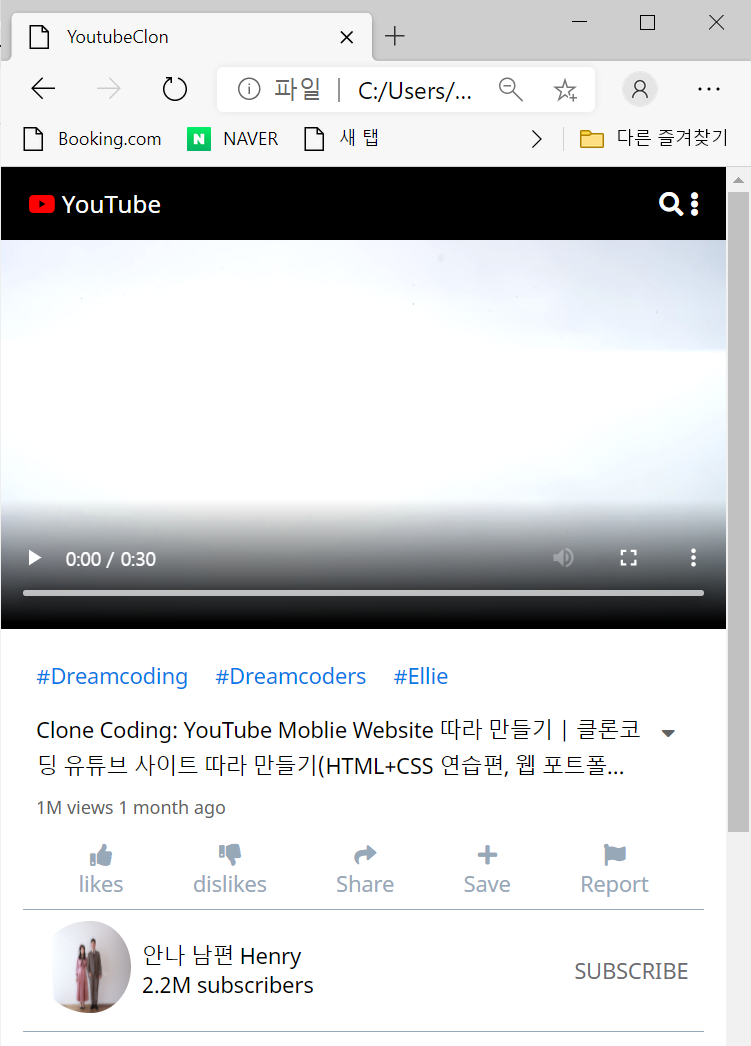 YoutubeClon
파일 | C:/Users/...
Booking.com NAVER 새 탭 다른 즐겨찾기
YouTube
0:00 / 0:30
#Dreamcoding #Dreamcoders #Ellie
Clone Coding: YouTube Moblie Website 따라 만들기 | 클론코
딩 유튜브 사이트 따라 만들기(HTML+CSS 연습편, 웹 포트폴...
1M views 1 month ago
likes dislikes Share Save Report
안나 남편 Henry
2.2M subscribers
SUBSCRIBE